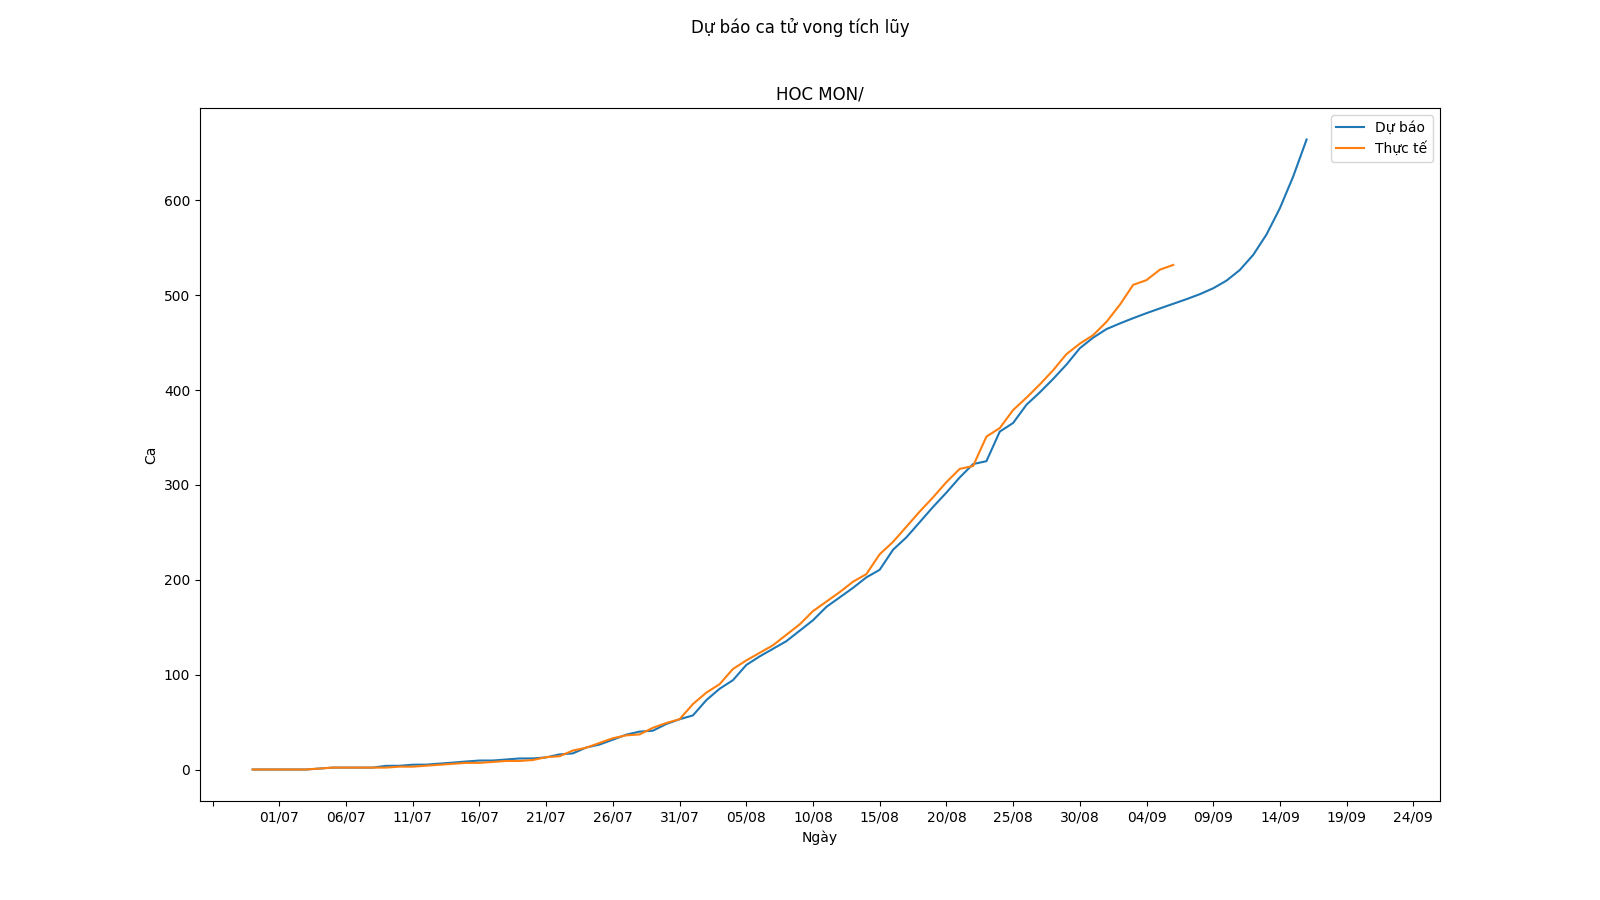 Dự báo ca tử vong tích lũy
HOC MON/
Dự báo
Thực tế
600
500
400
300
200
100
0
Ca
01/07 06/07 11/07 16/07 21/07 26/07 31/07 05/08 10/08 15/08 20/08 25/08 30/08 04/09 09/09 14/09 19/09 24/09
Ngày